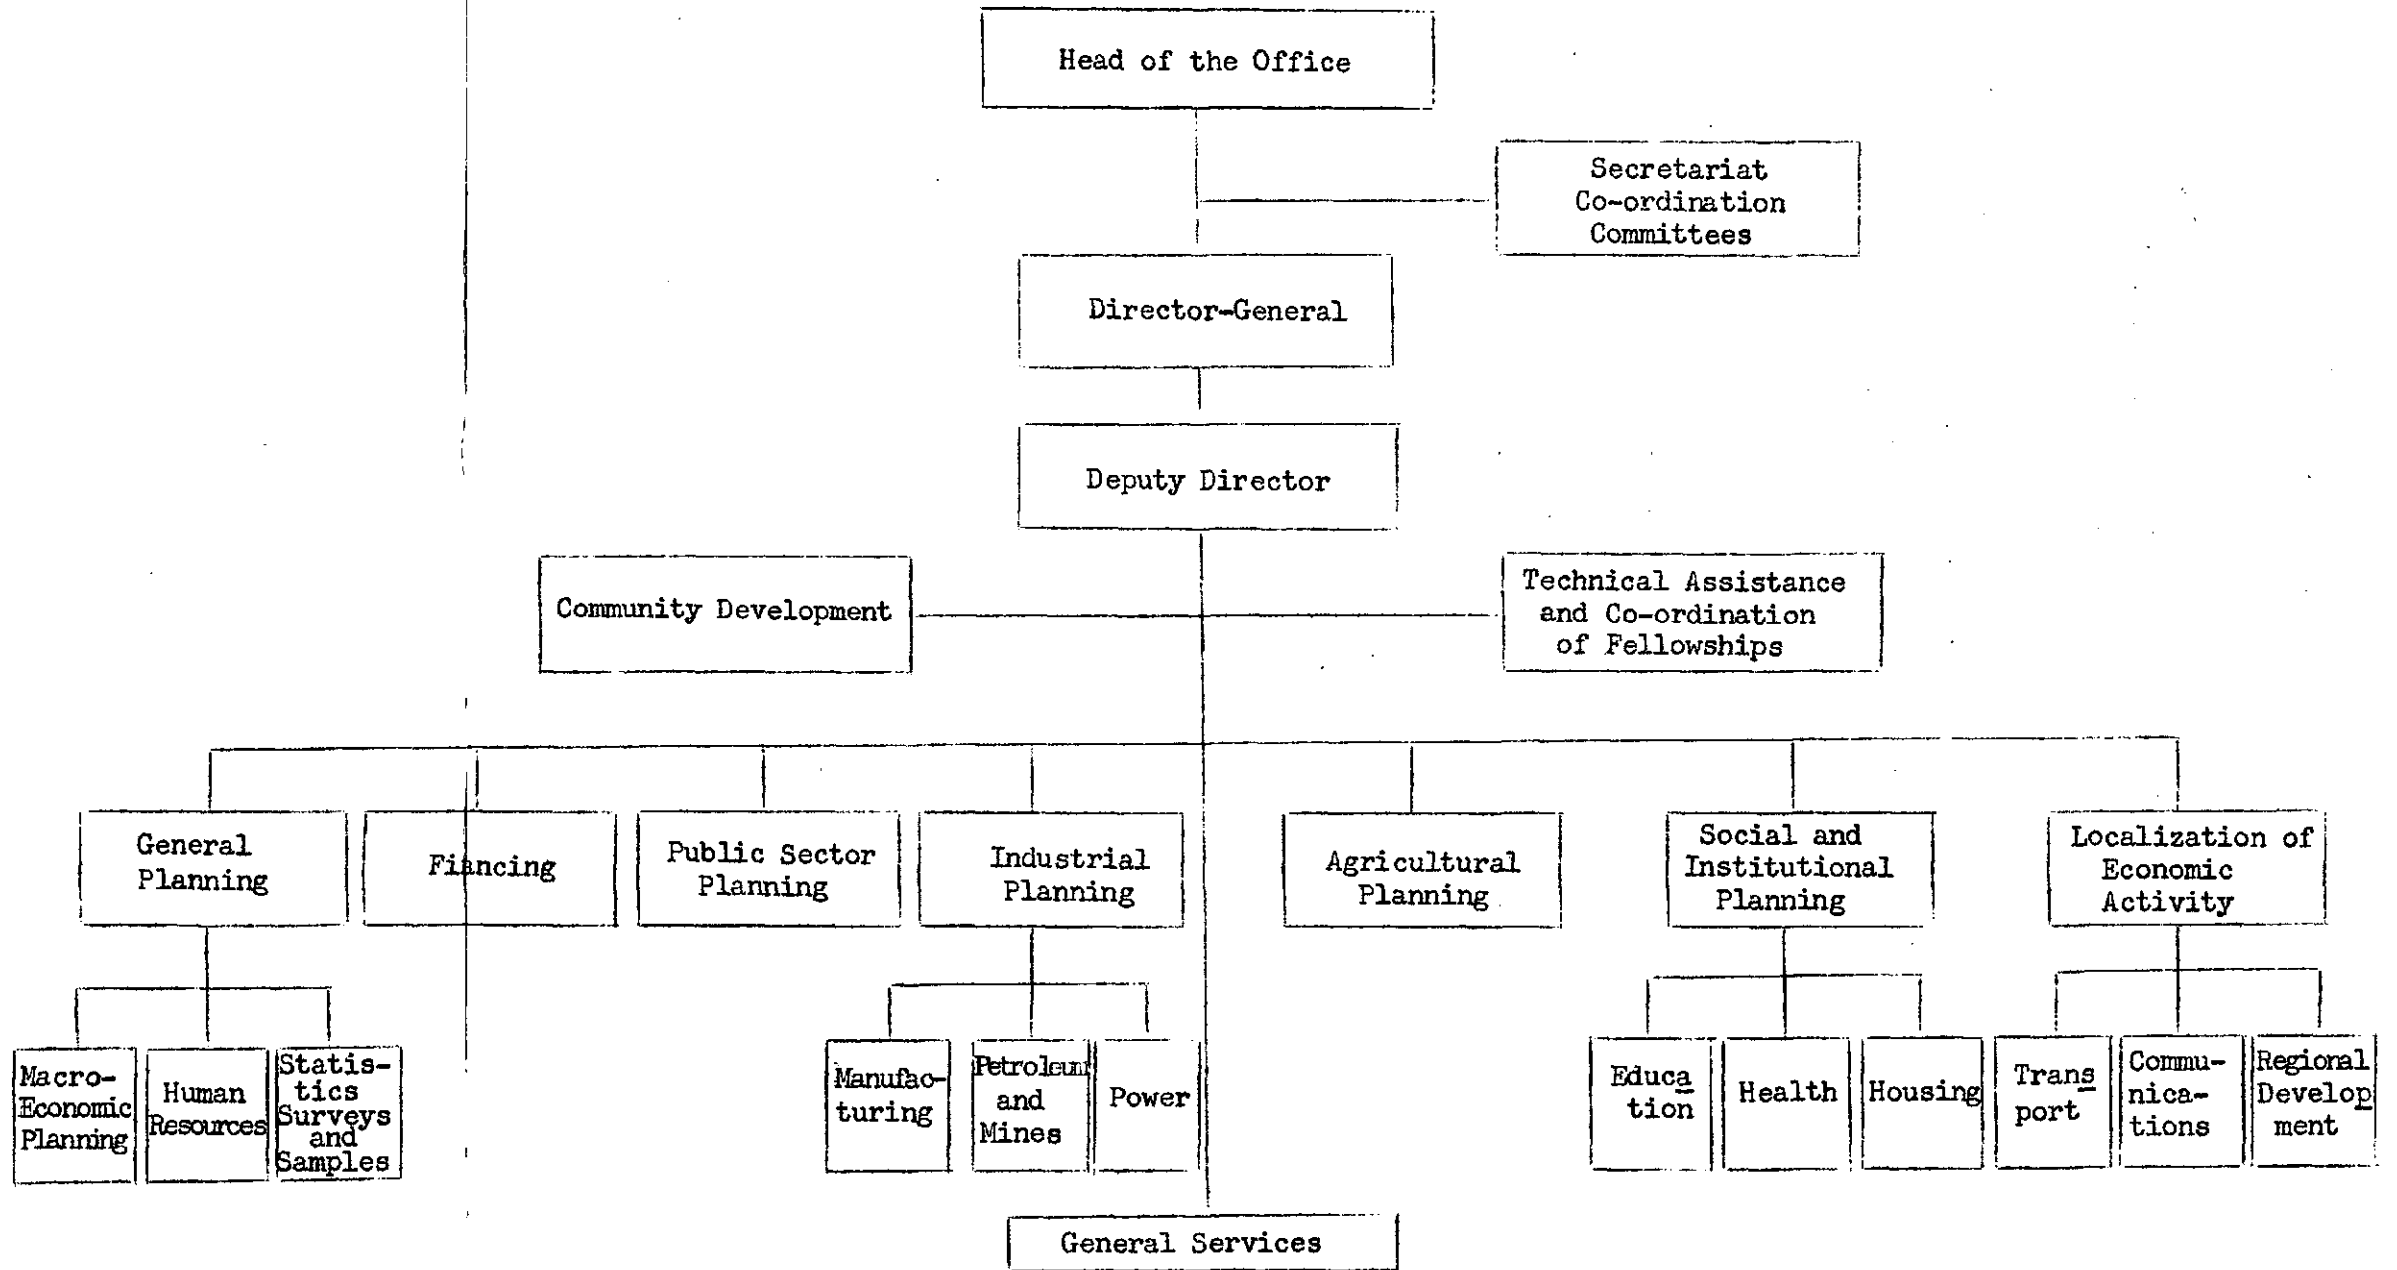 Head of the Office
Secretariat
Co-ordination
Committees
Director-General
Deputy Director
Community Development
Technical Assistance
and Co-ordination
of Fellowships
General
Planning
Financing
Public Sector
Planning
Industrial
Planning
Agricultural
Planning
Social and
Institutional
Planning
Localization of
Economic
Activity
Macro-
Economic
Planning
Human
Resources
Statis-
tics
Surveys
and
Samples
Manufac-
turing
Petroleum
and
Mines
Power
Educa
tion
Health
Housing
Trans
port
Commu-
nica-
tions
Regional
Develop
ment
General Services